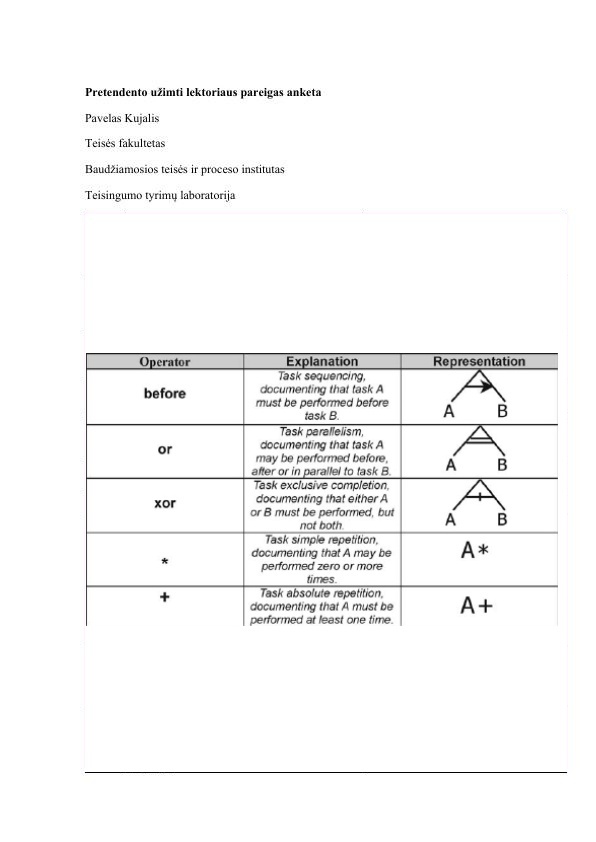 Pretendento užimti lektoriaus pareigas anketa
Pavelas Kujalis
Teisės fakultetas
Baudžiamosios teisės ir proceso institutas
Teisingumo tyrimų laboratorija
Operator Explanation Representation
before
Task sequencing,
documenting that task A
must be performed before
task B.
A B
or
Task parallelism,
documenting that task A
may be performed before,
after or in parallel to task B.
A B
xor
Task exclusive completion,
documenting that either A
or B must be performed, but
not both.
A B
*
Task simple repetition,
documenting that A may be
performed zero or more
times.
A*
+
Task absolute repetition,
documenting that A must be
performed at least one time.
A+